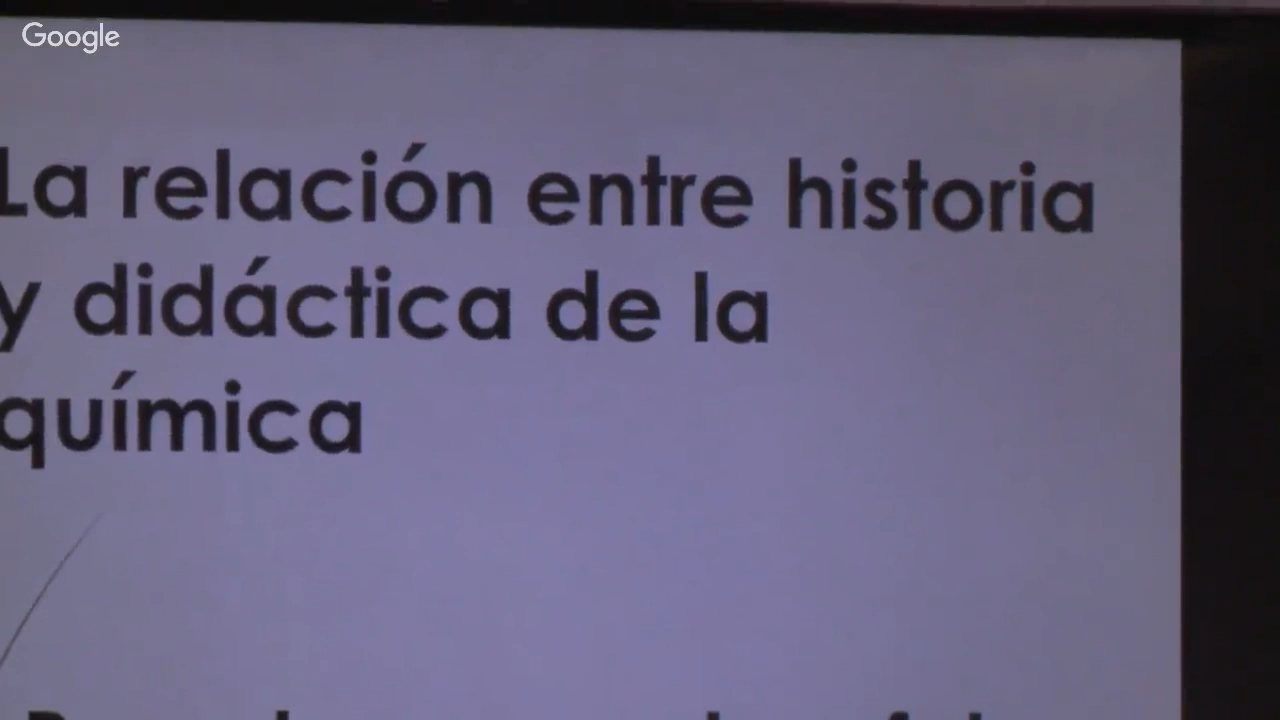 Google
La relación entre historia
y didáctica de la
química